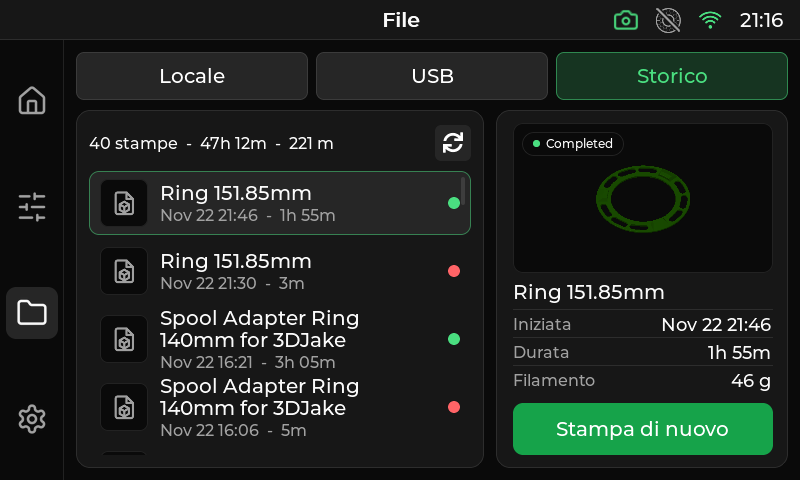 File
21:16
Locale
USB
Storico
40 stampe - 47h 12m - 221 m
Ring 151.85mm
Nov 22 21:46 - 1h 55m
Ring 151.85mm
Nov 22 21:30 - 3m
Spool Adapter Ring
140mm for 3DJake
Nov 22 16:21 - 3h 05m
Spool Adapter Ring
140mm for 3DJake
Nov 22 16:06 - 5m
Completed
Ring 151.85mm
Iniziata Nov 22 21:46
Durata 1h 55m
Filamento 46 g
Stampa di nuovo